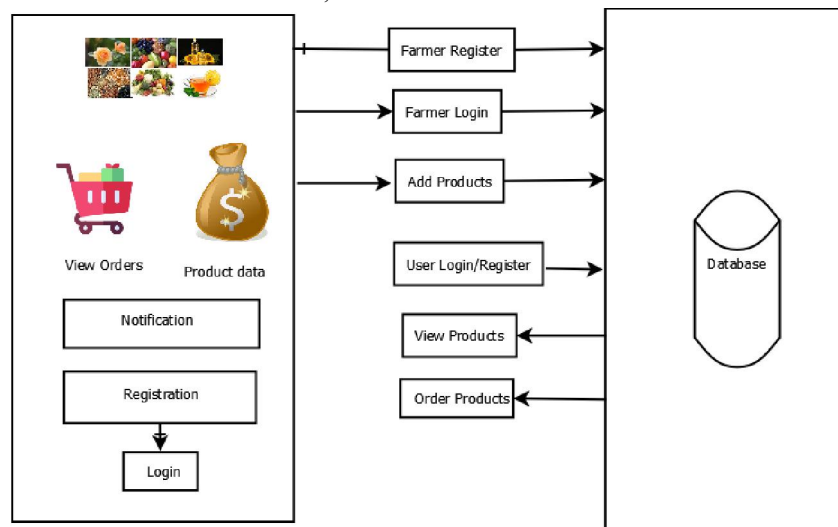 View Orders
Product data
Notification
Registration
Login
Farmer Register
Farmer Login
Add Products
User Login/Register
View Products
Order Products
Database
$